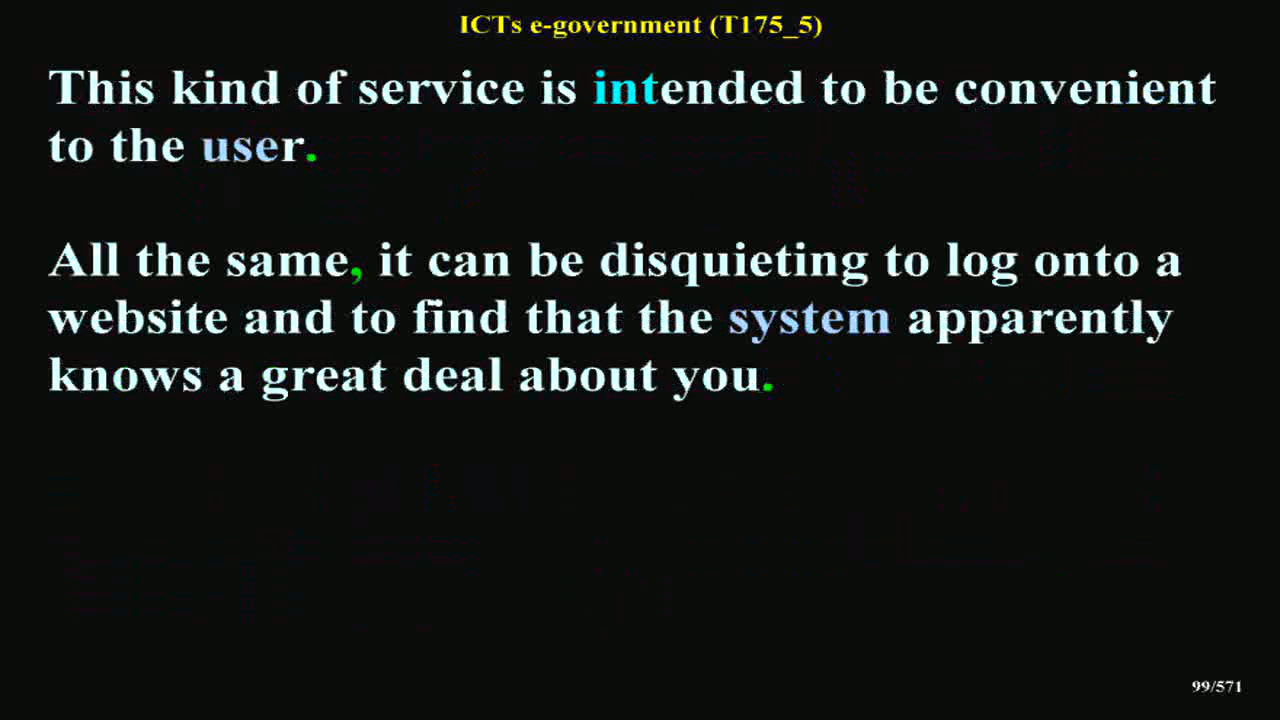 ICTs e-government (T175_5)
This kind of service is intended to be convenient
to the user.
All the same, it can be disquieting to log onto a
website and to find that the system apparently
knows a great deal about you.
99/571